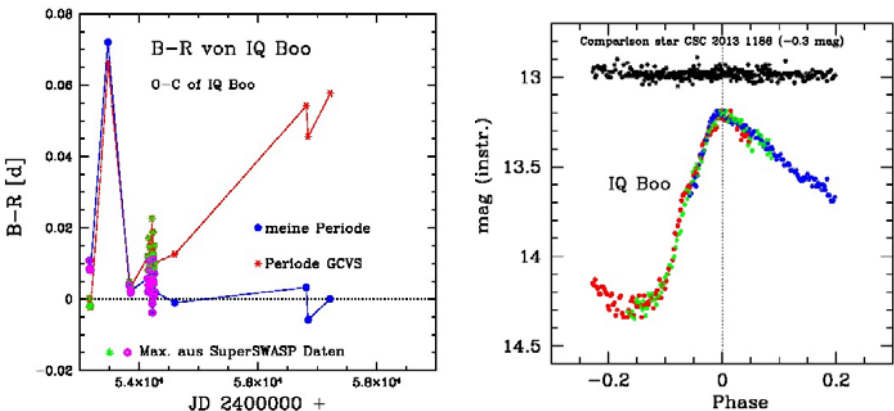 B-R von IQ Boo
O-C of IQ Boo
B-R [d]
0.08
0.06
0.04
0.02
0
-0.02
meine Periode
Periode GCVS
Max. aus SuperSWASP Daten
5.4×10⁴
5.6×10⁴
5.8×10⁴
JD 2400000 +
Comparison star GSC 2013 1156 (-0.3 mag)
mag (instr.)
13
13.5
14
14.5
IQ Boo
-0.2
0
0.2
Phase